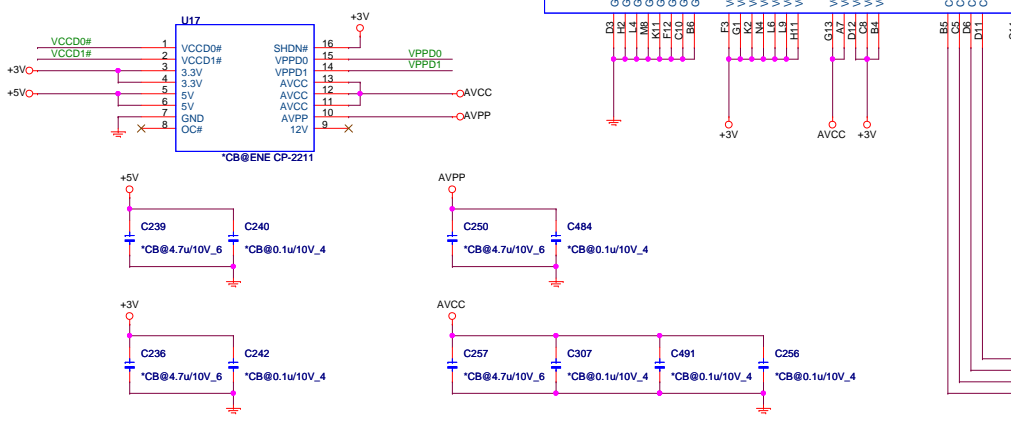 U17
+3V
VCCD0#
1
VCCD0#
SHDN#
16
VCCD1#
2
VCCD1#
VPPD0
15
VPPD0
+3V
3
3.3V
VPPD1
14
VPPD1
4
3.3V
AVCC
13
+5V
5
5V
AVCC
12
AVCC
6
5V
AVCC
11
7
GND
AVPP
10
AVPP
8
OC#
12V
9
*CB@ENE CP-2211
D3
H2
L4
M8
K11
F12
C10
B6
F3
G1
K2
N4
L6
L9
H11
G13
A7
D12
C8
B4
B5
C5
D6
D11
+3V
AVCC
+3V
+5V
C239
*CB@4.7u/10V_6
C240
*CB@0.1u/10V_4
AVPP
C250
*CB@4.7u/10V_6
C484
*CB@0.1u/10V_4
+3V
C236
*CB@4.7u/10V_6
C242
*CB@0.1u/10V_4
AVCC
C257
*CB@4.7u/10V_6
C307
*CB@0.1u/10V_4
C491
*CB@0.1u/10V_4
C256
*CB@0.1u/10V_4